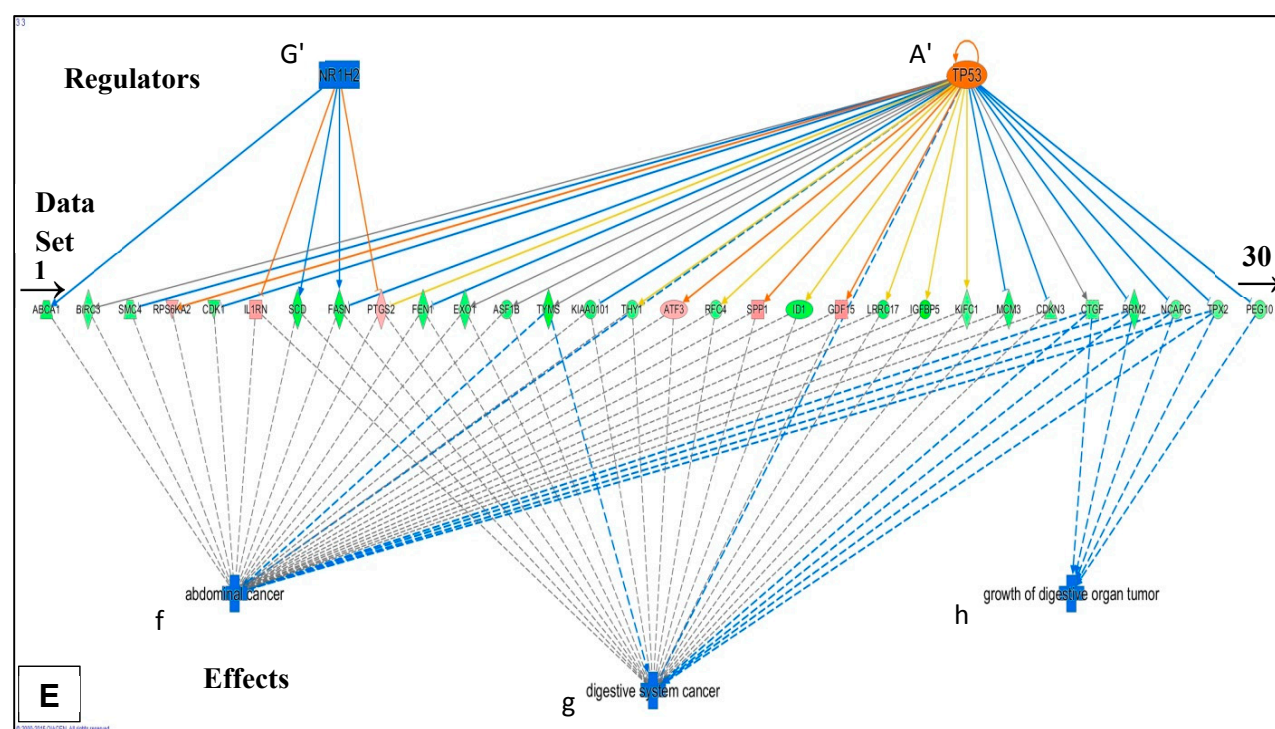 33
G'
A'
Regulators
NR1H2
TP53
Data
Set
1
30
ABCA1 BIRC3 SMC4 RPS6KA2 CDK1 IL1RN SCD FASN PTGS2 FEN1 EXO1 ASF1B TYMS KIAA0101 THY1 ATF3 RFC4 SPP1 ID1 GDF15 LRRC17 IGFBP5 KIFC1 MCM3 CDKN3 CTGF RRM2 NCAPG TPX2 PEG10
abdominal cancer
growth of digestive organ tumor
f
h
Effects
digestive system cancer
g
E